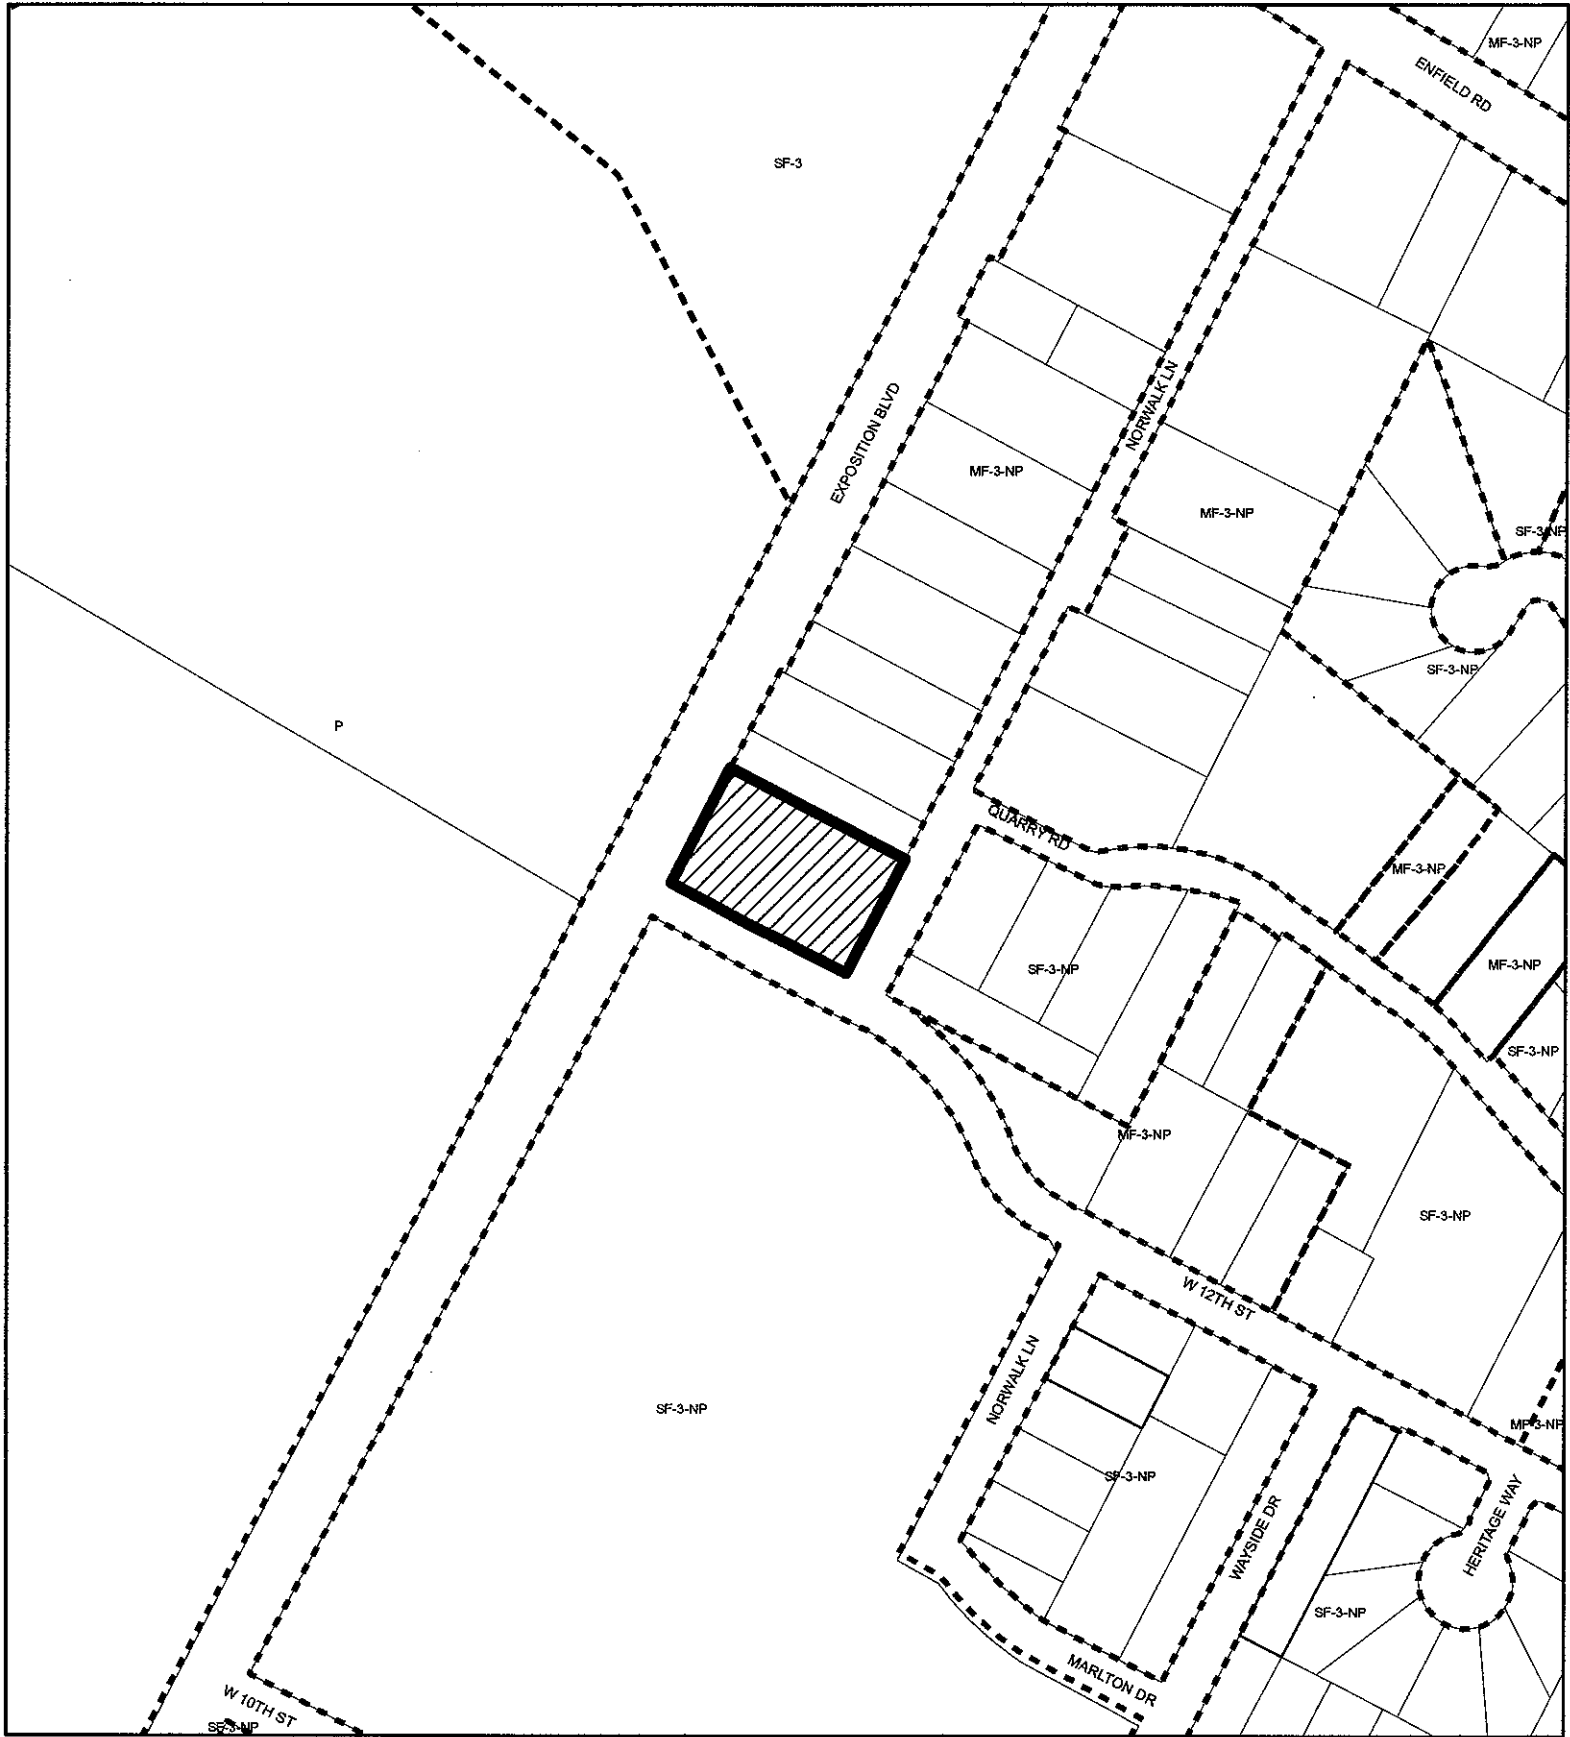 MF-3-NP
ENFIELD RD
SF-3
EXPOSITION BLVD
NORWALK LN
MF-3-NP
MF-3-NP
SF-3-NP
SF-3-NP
P
QUARRY RD
MF-3-NP
SF-3-NP
MF-3-NP
SF-3-NP
MF-3-NP
SF-3-NP
W 12TH ST
NORWALK LN
SF-3-NP
MF-3-NP
SF-3-NP
WAYSIDE DR
HERITAGE WAY
SF-3-NP
MARLTON DR
W 10TH ST
SF-3-NP